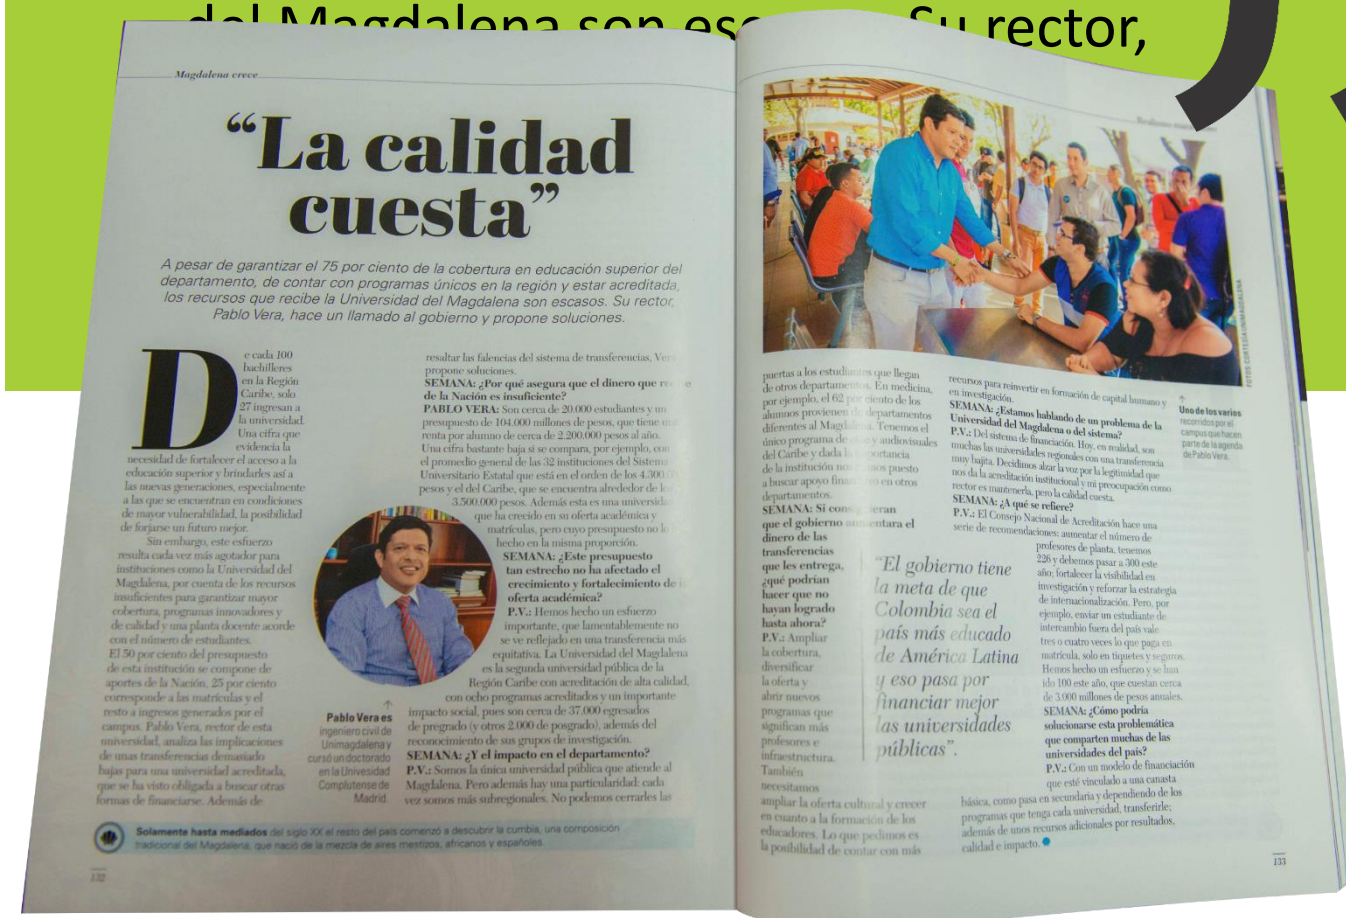 del Magdalena son Su rector,
Magdalena crece
“La calidad
cuesta”
A pesar de garantizar el 75 por ciento de la cobertura en educación superior del
departamento, de contar con programas únicos en la región y estar acreditada,
los recursos que recibe la Universidad del Magdalena son escasos. Su rector,
Pablo Vera, hace un llamado al gobierno y propone soluciones.
De cada 100
bachilleres
en la Región
Caribe, solo
27 ingresan a
la universidad.
Una cifra que
evidencia la
necesidad de fortalecer el acceso a la
educación superior y brindarles así a
las nuevas generaciones, especialmente
a las que se encuentran en condiciones
de mayor vulnerabilidad, la posibilidad
de forjarse un futuro mejor.
Sin embargo, este esfuerzo
resulta cada vez más agotador para
instituciones como la Universidad del
Magdalena, por cuenta de los recursos
insuficientes para garantizar mayor
cobertura, programas innovadores y
de calidad y una planta docente acorde
con el número de estudiantes.
El 50 por ciento del presupuesto
de esta institución se compone de
aportes de la Nación, 25 por ciento
corresponde a las matrículas y el
resto a ingresos generados por el
campus. Pablo Vera, rector de esta
universidad, analiza las implicaciones
de unas transferencias demasiado
bajas para una universidad acreditada,
que se ha visto obligada a buscar otras
formas de financiarse. Además de
Pablo Vera es
ingeniero civil de
Unimagdalena y
cursó un doctorado
en la Univesidad
Complutense de
Madrid.
resaltar las falencias del sistema de transferencias, Vera
propone soluciones.
SEMANA: ¿Por qué asegura que el dinero que
de la Nación es insuficiente?
PABLO VERA: Son cerca de 20.000 estudiantes y un
presupuesto de 104.000 millones de pesos, que tiene una
renta por alumno de cerca de 2.200.000 pesos al año.
Una cifra bastante baja si se compara, por ejemplo, con
el promedio general de las 32 instituciones del Sistema
Universitario Estatal que está en el orden de los
pesos y el del Caribe, que se encuentra alrededor de
3.500.000 pesos. Además esta es una universidad
que ha crecido en su oferta académica y
matrículas, pero cuyo presupuesto no lo
hecho en la misma proporción.
SEMANA: ¿Este presupuesto
tan estrecho no ha afectado el
crecimiento y fortalecimiento de
oferta académica?
P.V.: Hemos hecho un esfuerzo
importante, que lamentablemente no
se ve reflejado en una transferencia más
equitativa. La Universidad del Magdalena
es la segunda universidad pública de la
Región Caribe con acreditación de alta calidad,
con ocho programas acreditados y un importante
impacto social, pues son cerca de 37.000 egresados
de pregrado (y otros 2.000 de posgrado), además del
reconocimiento de sus grupos de investigación.
SEMANA: ¿Y el impacto en el departamento?
P.V.: Somos la única universidad pública que atiende al
Magdalena. Pero además hay una particularidad: cada
vez somos más subregionales. No podemos cerrarles las
Solamente hasta mediados del siglo XX el resto del país comenzó a descubrir la cumbia, una composición
tradicional del Magdalena, que nació de la mezcla de aires mestizos, africanos y españoles.
132
FOTOS: CORTESÍA UNIMAGDALENA
puertas a los estudiantes que llegan
de otros departamentos. En medicina,
por ejemplo, el 62 por ciento de los
alumnos provienen de departamentos
diferentes al Magdalena. Tenemos el
único programa de cine y audiovisuales
del Caribe y dada la importancia
de la institución nos hemos puesto
a buscar apoyo financiero en otros
departamentos.
SEMANA: Si
que el gobierno aumentara el
dinero de las
transferencias
que les entrega,
¿qué podrían
hacer que no
hayan logrado
hasta ahora?
P.V.: Ampliar
la cobertura,
diversificar
la oferta y
abrir nuevos
programas que
significan más
profesores e
infraestructura.
También
necesitamos
ampliar la oferta cultural y crecer
en cuanto a la formación de los
educadores. Lo que pedimos es
la posibilidad de contar con más
“El gobierno tiene
la meta de que
Colombia sea el
país más educado
de América Latina
y eso pasa por
financiar mejor
las universidades
públicas”.
recursos para reinvertir en formación de capital humano y
en investigación.
SEMANA: ¿Estamos hablando de un problema de la
Universidad del Magdalena o del sistema?
P.V.: Del sistema de financiación. Hoy, en realidad, son
muchas las universidades regionales con una transferencia
muy bajita. Decidimos alzar la voz por la legitimidad que
nos da la acreditación institucional y mi preocupación como
rector es mantenerla, pero la calidad cuesta.
SEMANA: ¿A qué se refiere?
P.V.: El Consejo Nacional de Acreditación hace una
serie de recomendaciones: aumentar el número de
profesores de planta, tenemos
226 y debemos pasar a 300 este
año; fortalecer la visibilidad en
investigación y reforzar la estrategia
de internacionalización. Pero, por
ejemplo, enviar un estudiante de
intercambio fuera del país vale
tres o cuatro veces lo que paga en
matrícula, solo en tiquetes y seguros.
Hemos hecho un esfuerzo y se han
ido 100 este año, que cuestan cerca
de 3.000 millones de pesos anuales.
SEMANA: ¿Cómo podría
solucionarse esta problemática
que comparten muchas de las
universidades del país?
P.V.: Con un modelo de financiación
que esté vinculado a una canasta
básica, como pasa en secundaria y dependiendo de los
programas que tenga cada universidad, transferirle;
además de unos recursos adicionales por resultados,
calidad e impacto.
Uno de los varios
recorridos por el
campus que hacen
parte de la agenda
de Pablo Vera.
133